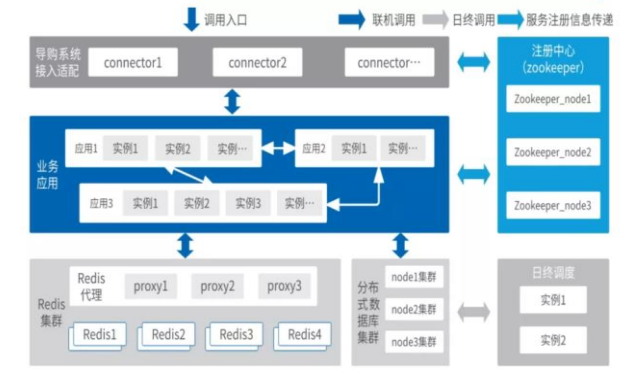 调用入口
联机调用
日终调用
服务注册信息传递
导购系统
接入适配
connector1
connector2
connector…
注册中心
(zookeeper)
Zookeeper_node1
Zookeeper_node2
Zookeeper_node3
业务
应用
应用1
实例1
实例2
实例…
应用2
实例1
实例…
应用3
实例1
实例2
实例3
实例…
Redis
集群
Redis
代理
proxy1
proxy2
proxy3
Redis1
Redis2
Redis3
Redis4
分布
式数
据库
集群
node1集群
node2集群
node3集群
日终调度
实例1
实例2